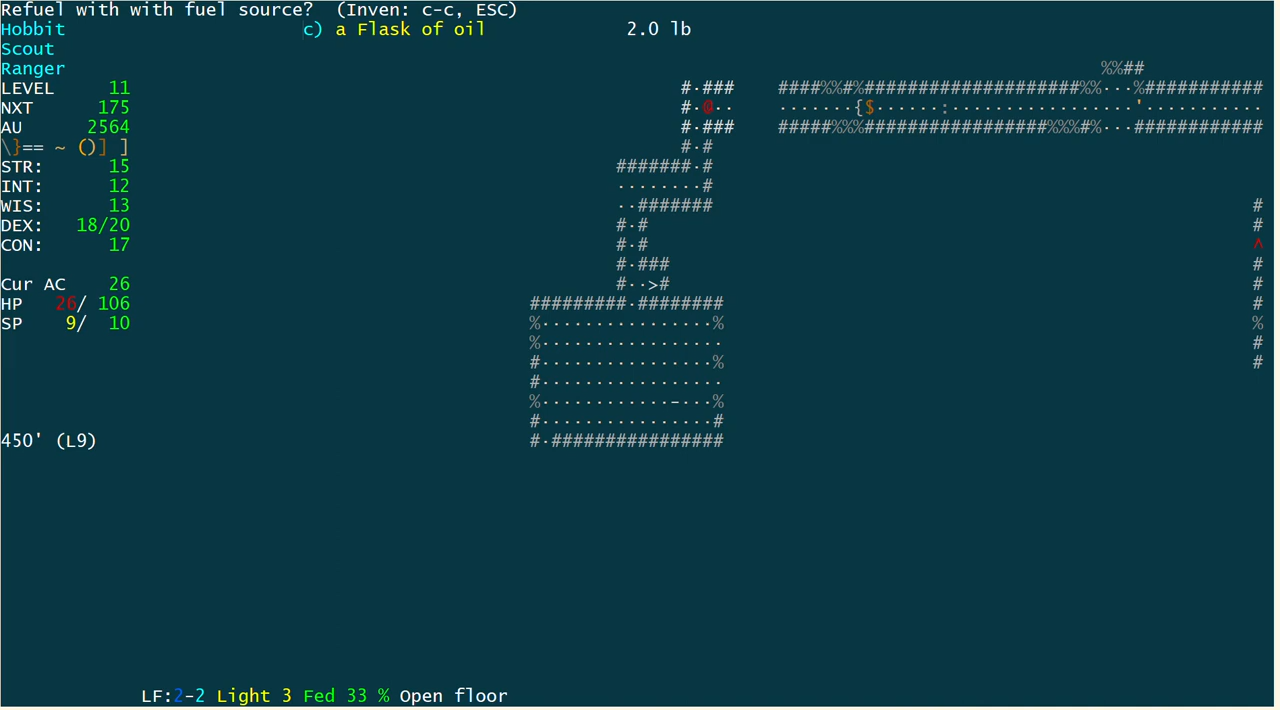 Refuel with with fuel source?  (Inven: c-c, ESC)
Hobbit                      c) a Flask of oil             2.0 lb
Scout
Ranger                                                                                                %%##
LEVEL     11                                                   #·###    ####%%#%####################%%···%###########
NXT      175                                                   #·@··    ·······{$······:·················'···········
AU      2564                                                   #·###    #####%%%#################%%%#%···############
\}== ~ ()] ]                                                   #·#
STR:      15                                             #######·#
INT:      12                                             ········#
WIS:      13                                             ··#######                                                  #
DEX:   18/20                                             #·#                                                        #
CON:      17                                             #·#                                                        ^
                                                         #·###                                                      #
Cur AC    26                                             #··>#                                                      #
HP   26/ 106                                     #########·########                                                 #
SP    9/  10                                     %················%                                                 %
                                                 %·················                                                 #
                                                 #················%                                                 #
                                                 #·················
                                                 %············-···%
                                                 #················#
450' (L9)                                        #·################
LF:2-2 Light 3 Fed 33 % Open floor